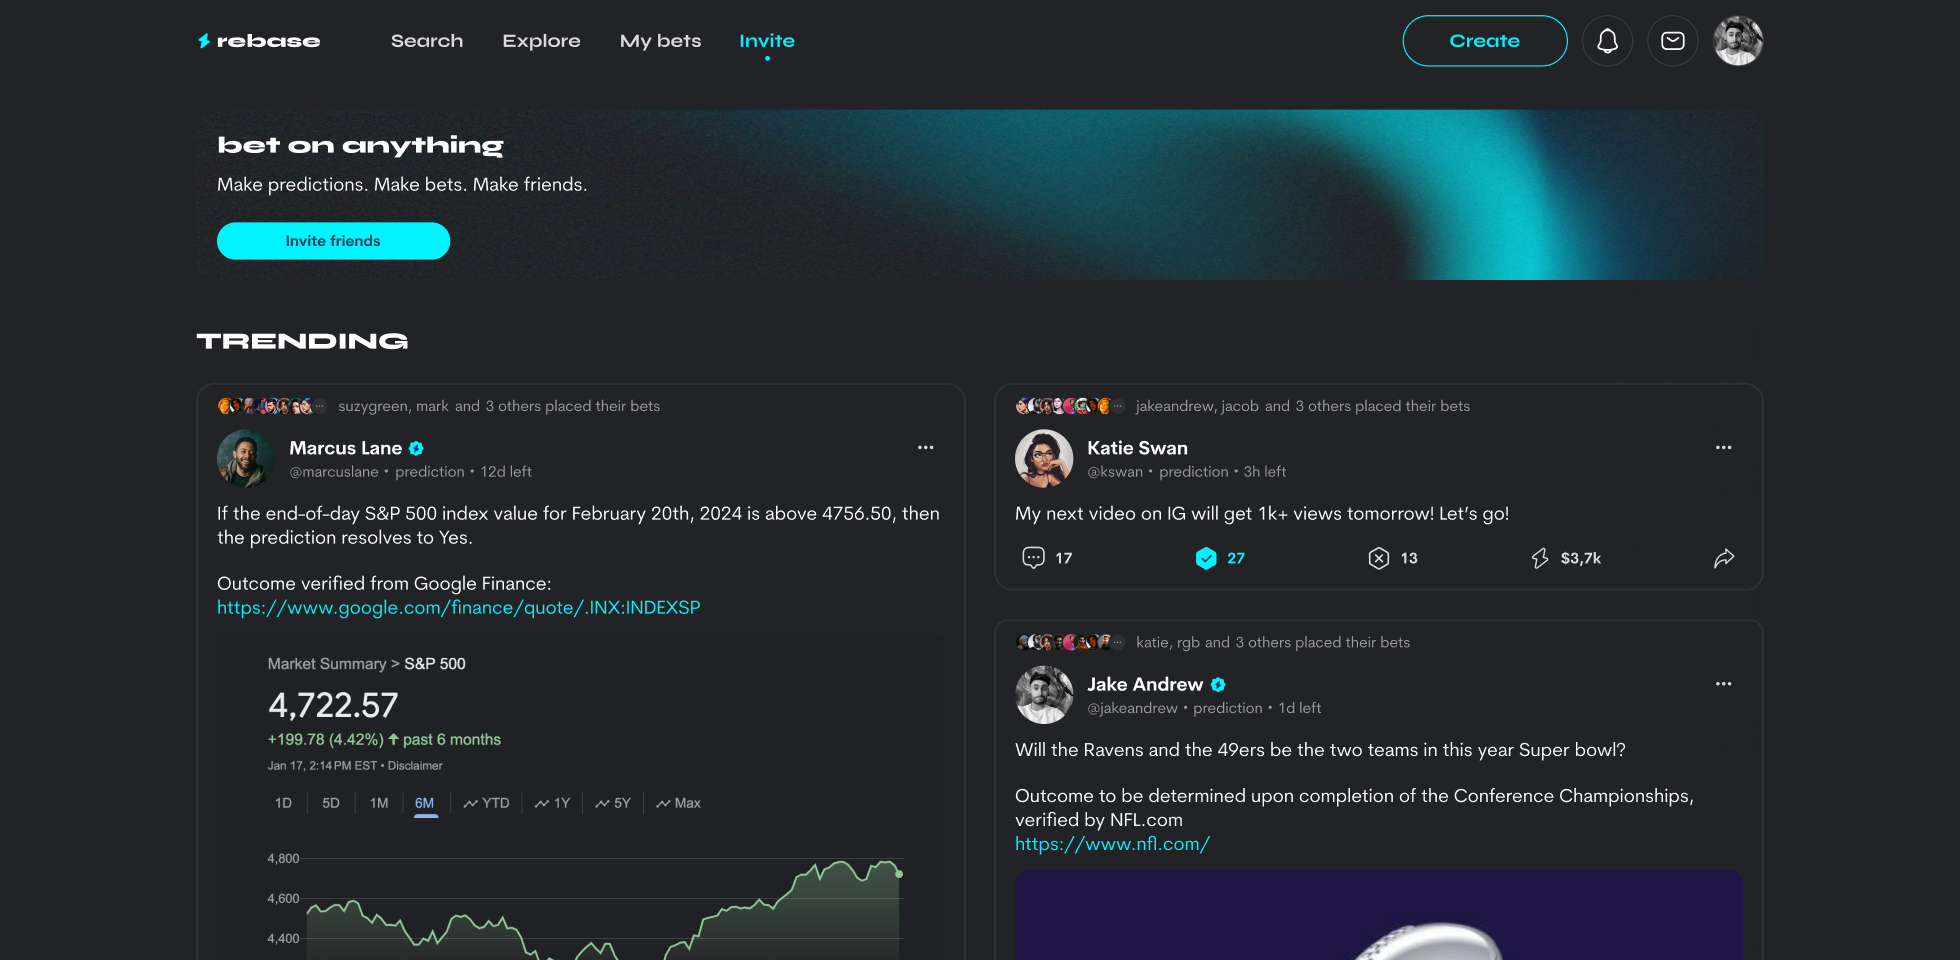 rebase
Search
Explore
My bets
Invite
Create
bet on anything
Make predictions. Make bets. Make friends.
Invite friends
TRENDING
suzygreen, mark and 3 others placed their bets
Marcus Lane
@marcuslane • prediction • 12d left
If the end-of-day S&P 500 index value for February 20th, 2024 is above 4756.50, then
the prediction resolves to Yes.
Outcome verified from Google Finance:
https://www.google.com/finance/quote/.INX:INDEXSP
Market Summary > S&P 500
4,722.57
+199.78 (4.42%) ↑ past 6 months
Jan 17, 2:14 PM EST • Disclaimer
1D
5D
1M
6M
YTD
1Y
5Y
Max
4,800
4,600
4,400
jakeandrew, jacob and 3 others placed their bets
Katie Swan
@kswan • prediction • 3h left
My next video on IG will get 1k+ views tomorrow! Let's go!
17
27
13
$3,7k
katie, rgb and 3 others placed their bets
Jake Andrew
@jakeandrew • prediction • 1d left
Will the Ravens and the 49ers be the two teams in this year Super bowl?
Outcome to be determined upon completion of the Conference Championships,
verified by NFL.com
https://www.nfl.com/